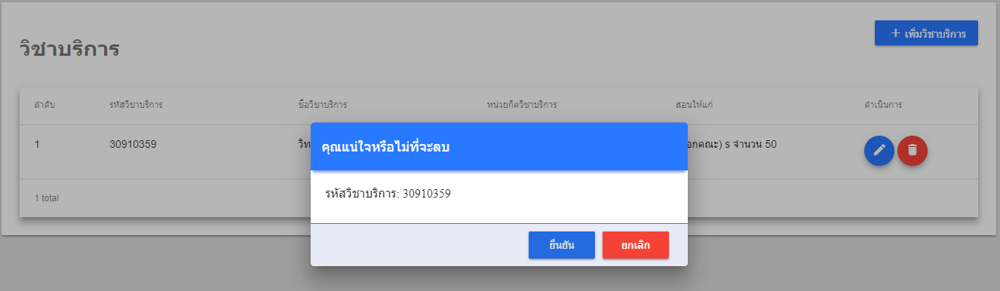 วิชาบริการ
+ เพิ่มวิชาบริการ
ลำดับ รหัสวิชาบริการ ชื่อวิชาบริการ หน่วยกิตวิชาบริการ สอนให้แก่ ดำเนินการ
1 30910359 วิท อกคณะ) s จำนวน 50
คุณแน่ใจหรือไม่ที่จะลบ
รหัสวิชาบริการ: 30910359
1 total
ยืนยัน ยกเลิก